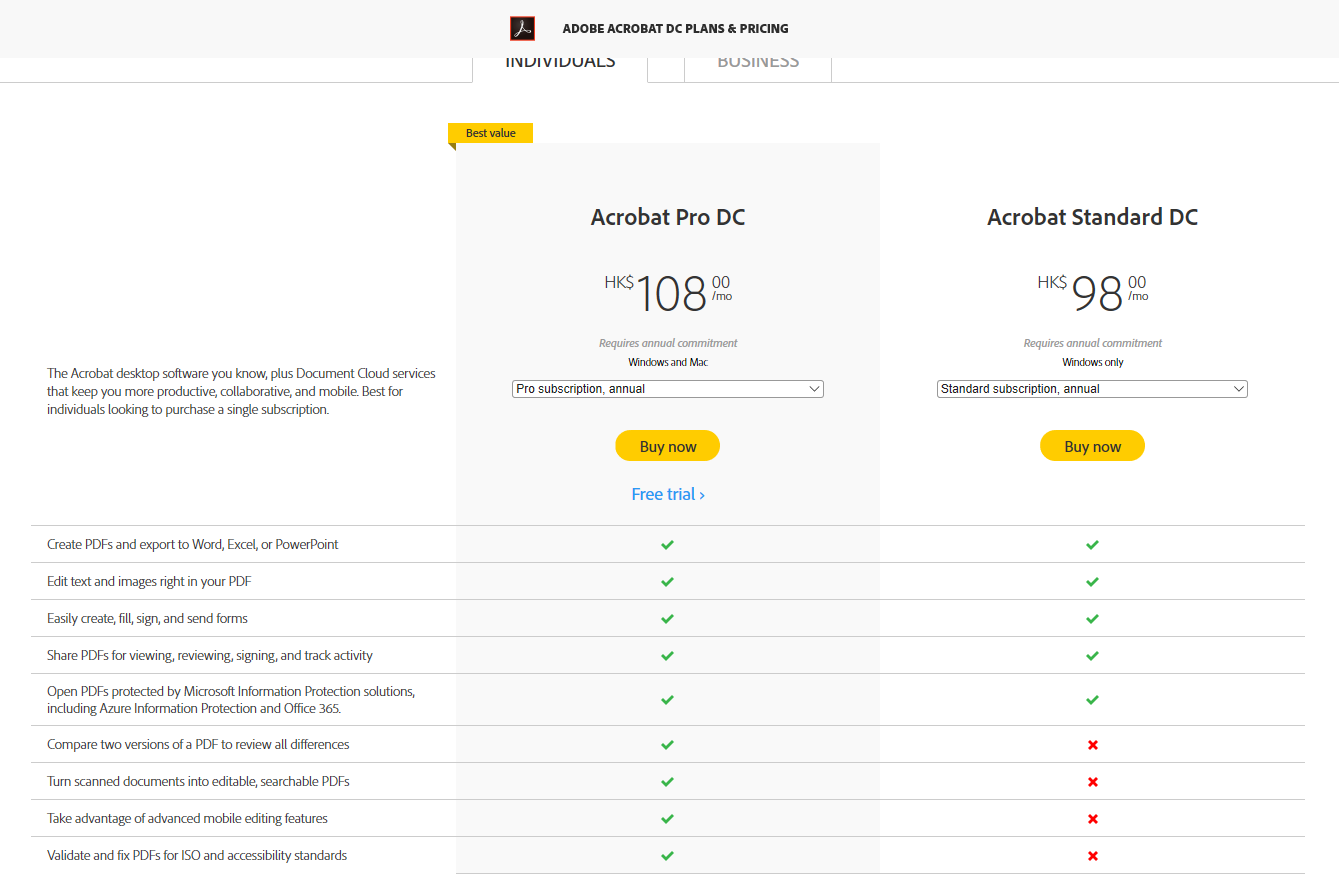 ADOBE ACROBAT DC PLANS & PRICING
INDIVIDUALS
BUSINESS
Best value
Acrobat Pro DC
HK$108 00 /mo
Requires annual commitment
Windows and Mac
Pro subscription, annual
Buy now
Free trial ›
Acrobat Standard DC
HK$98 00 /mo
Requires annual commitment
Windows only
Standard subscription, annual
Buy now
The Acrobat desktop software you know, plus Document Cloud services
that keep you more productive, collaborative, and mobile. Best for
individuals looking to purchase a single subscription.
Create PDFs and export to Word, Excel, or PowerPoint
Edit text and images right in your PDF
Easily create, fill, sign, and send forms
Share PDFs for viewing, reviewing, signing, and track activity
Open PDFs protected by Microsoft Information Protection solutions,
including Azure Information Protection and Office 365.
Compare two versions of a PDF to review all differences
Turn scanned documents into editable, searchable PDFs
Take advantage of advanced mobile editing features
Validate and fix PDFs for ISO and accessibility standards